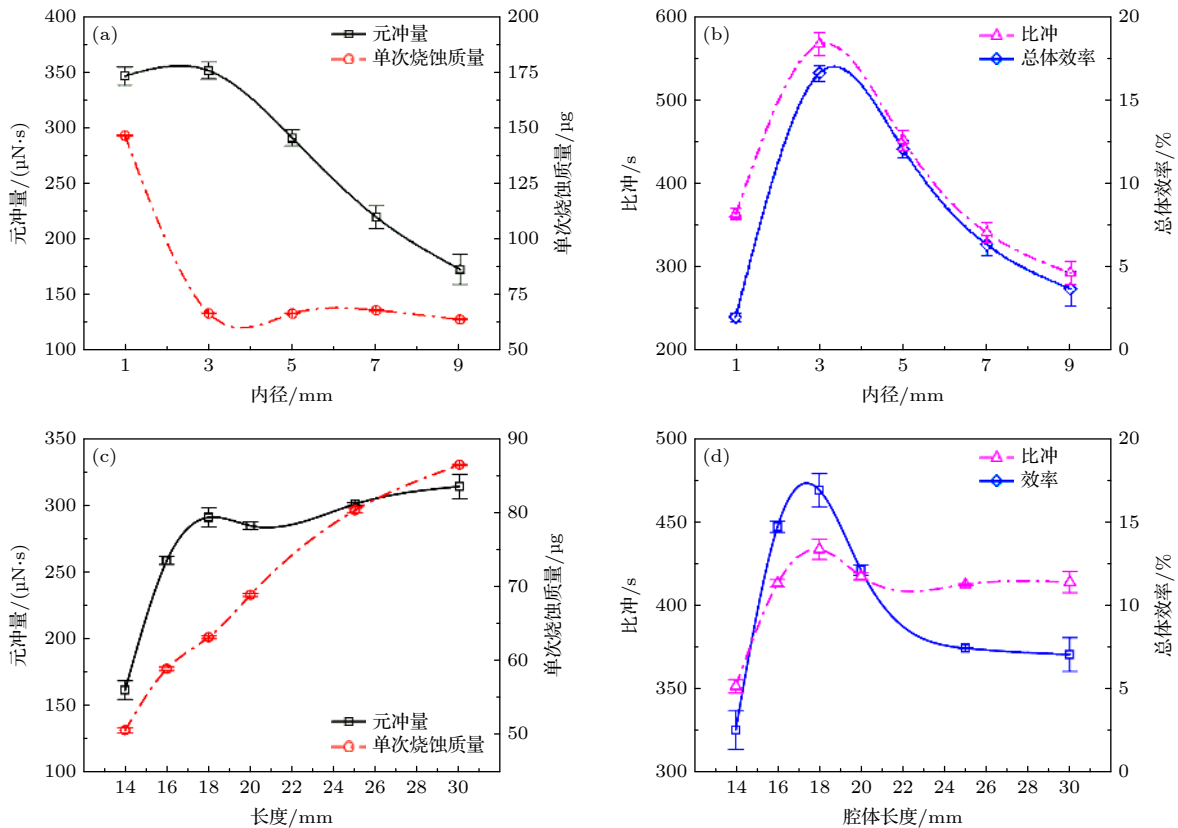 (a)
元冲量
单次烧蚀质量
元冲量/(μN·s)
400
350
300
250
200
150
100
200
175
150
125
100
75
50
单次烧蚀质量/μg
1 3 5 7 9
内径/mm
(b)
比冲
总体效率
比冲/s
600
500
400
300
200
20
15
10
5
0
总体效率/%
1 3 5 7 9
内径/mm
(c)
元冲量
单次烧蚀质量
元冲量/(μN·s)
350
300
250
200
150
100
90
80
70
60
50
单次烧蚀质量/μg
14 16 18 20 22 24 26 28 30
长度/mm
(d)
比冲
效率
比冲/s
500
450
400
350
300
20
15
10
5
0
总体效率/%
14 16 18 20 22 24 26 28 30
腔体长度/mm